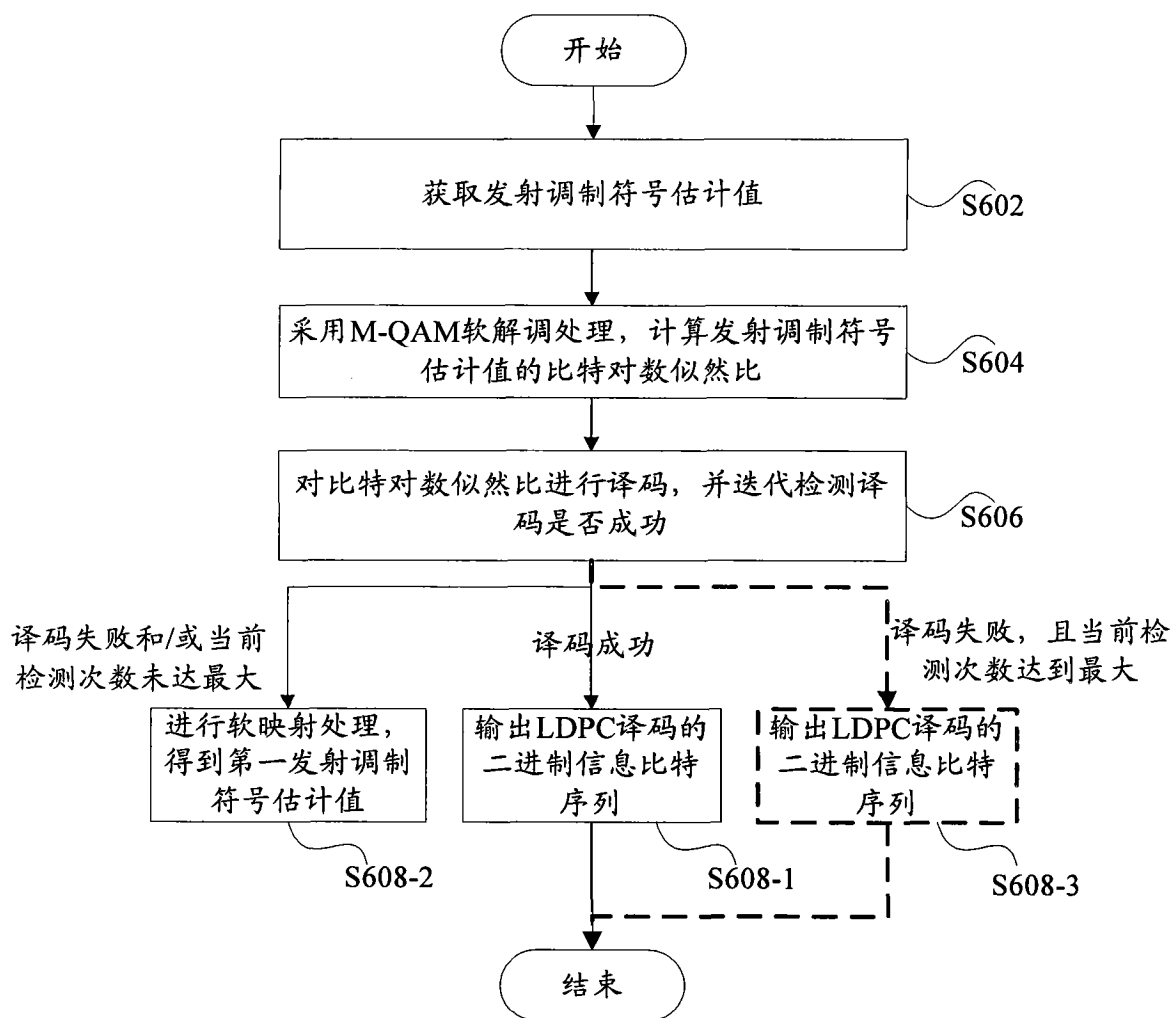 开始
获取发射调制符号估计值
S602
采用M-QAM软解调处理，计算发射调制符号
估计值的比特对数似然比
S604
对比特对数似然比进行译码，并迭代检测译
码是否成功
S606
译码失败和/或当前
检测次数未达最大
译码成功
译码失败，且当前检
测次数达到最大
进行软映射处理，
得到第一发射调制
符号估计值
S608-2
输出LDPC译码的
二进制信息比特
序列
S608-1
输出LDPC译码的
二进制信息比特
序列
S608-3
结束